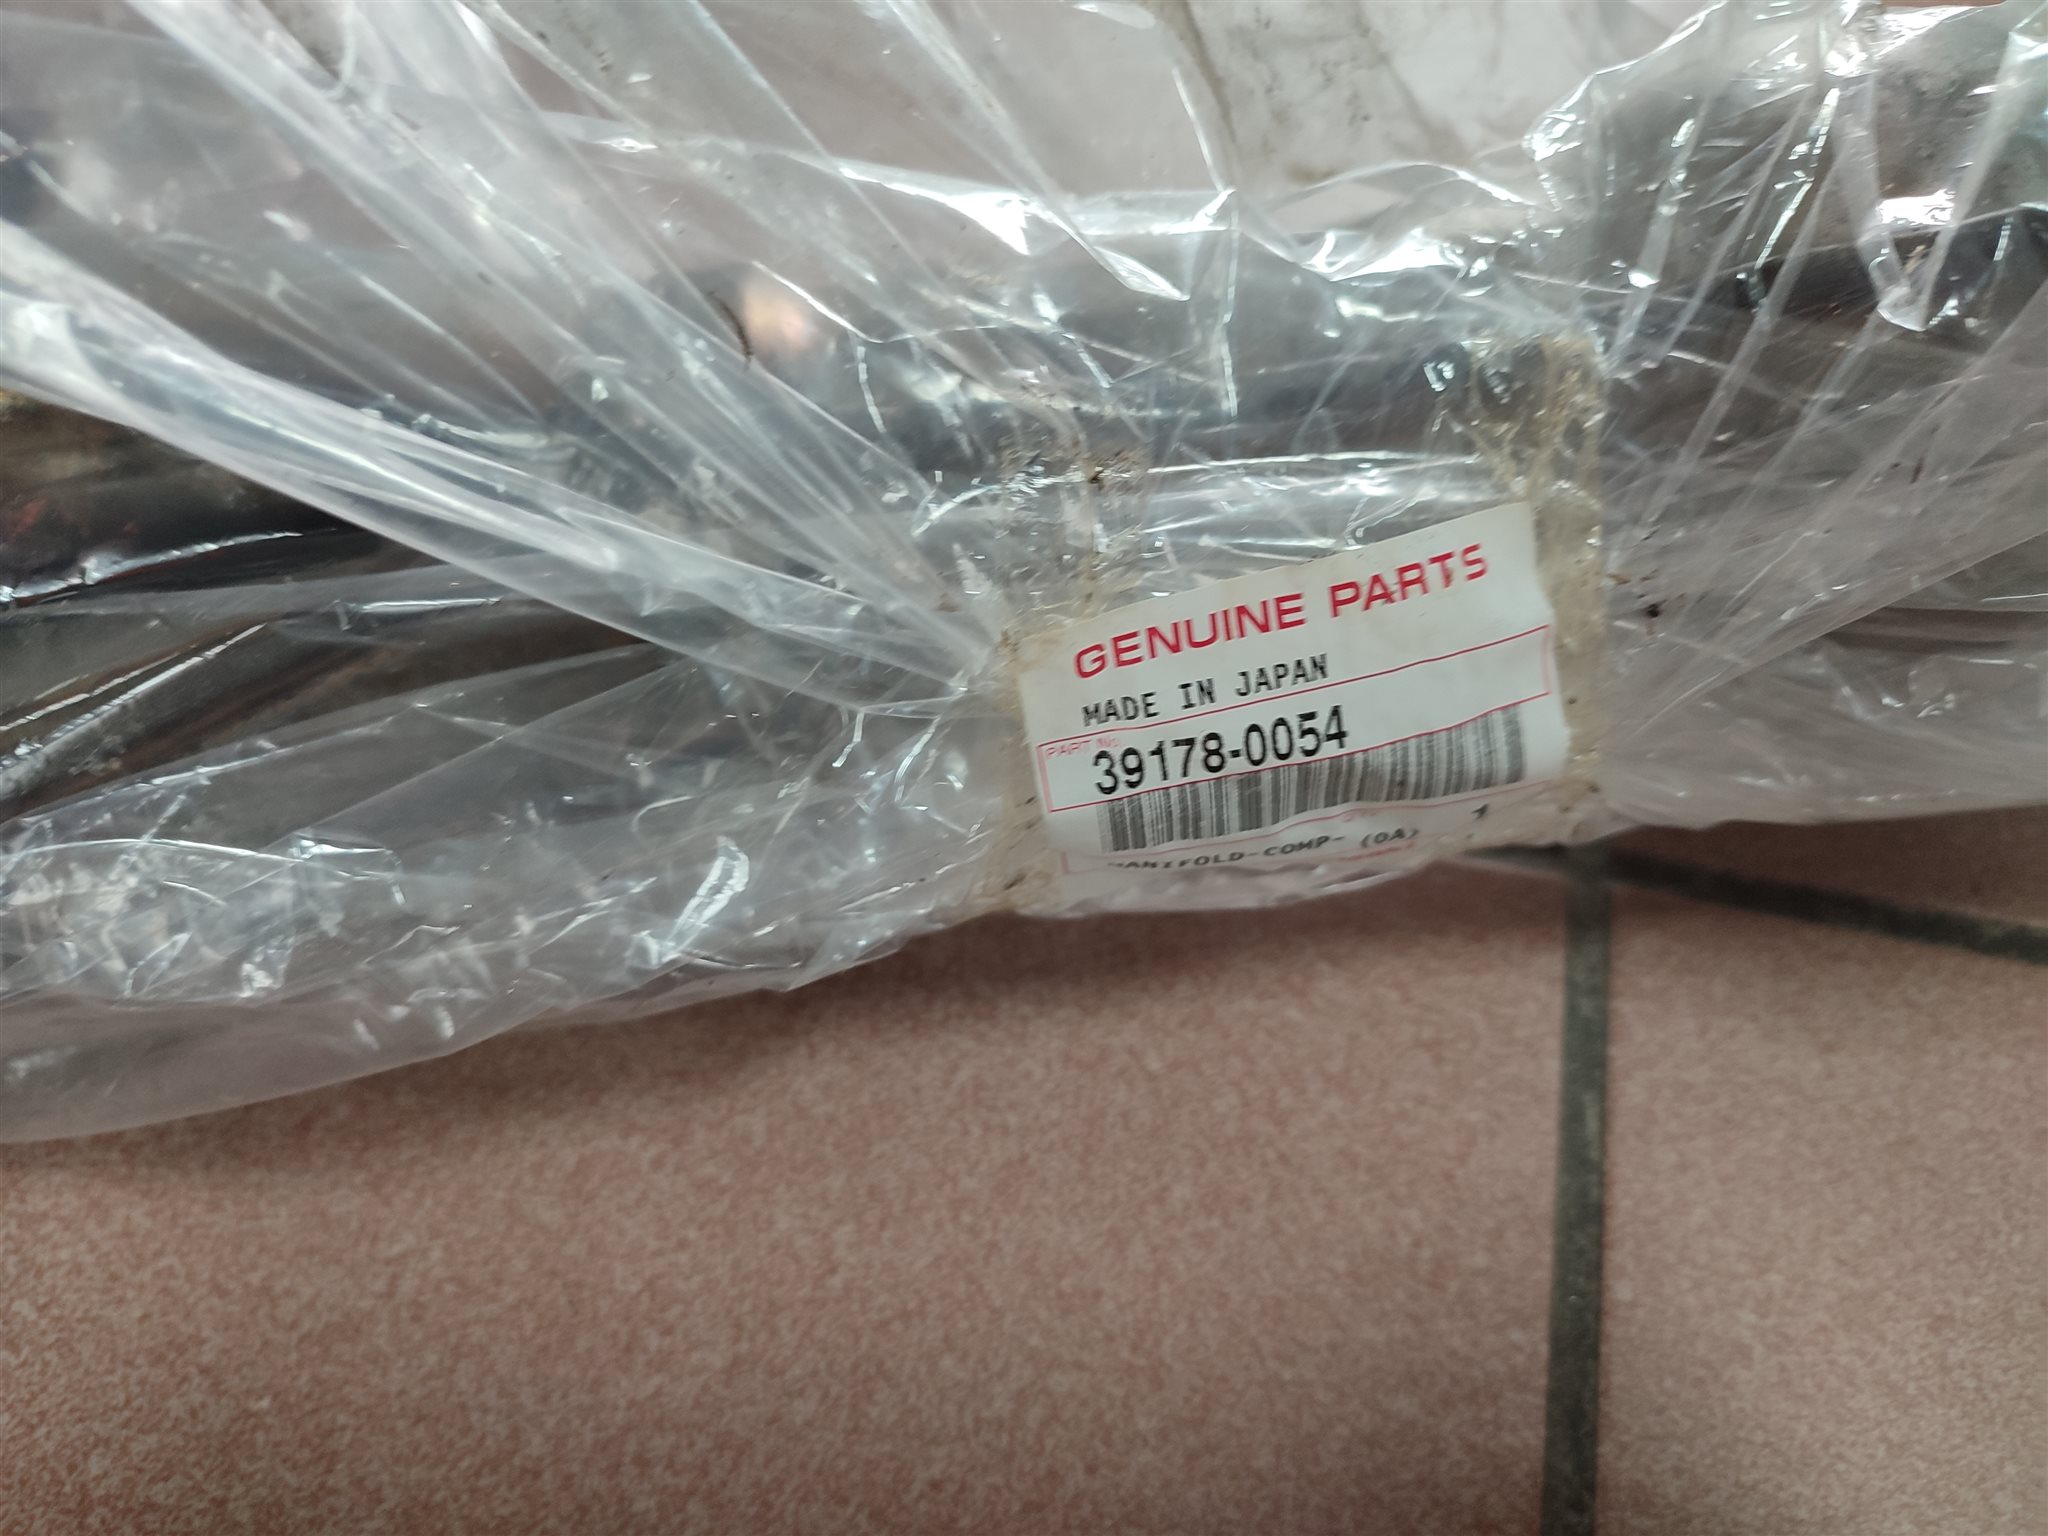 GENUINE PARTS
MADE IN JAPAN
PART No.
39178-0054
MANIFOLD-COMP- (OA) 1